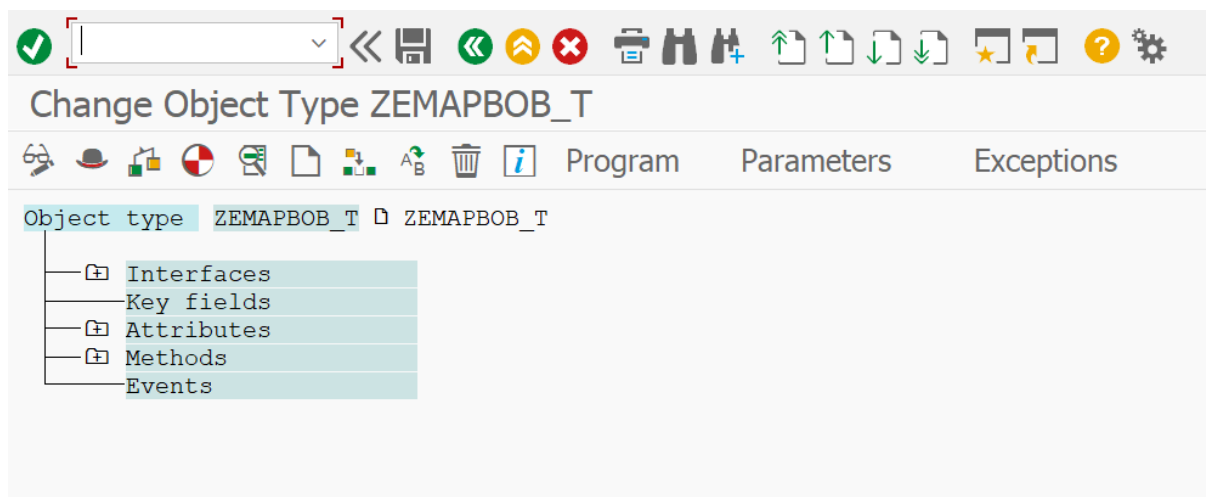 Change Object Type ZEMAPBOB_T
Program Parameters Exceptions
Object type ZEMAPBOB_T ZEMAPBOB_T
Interfaces
Key fields
Attributes
Methods
Events